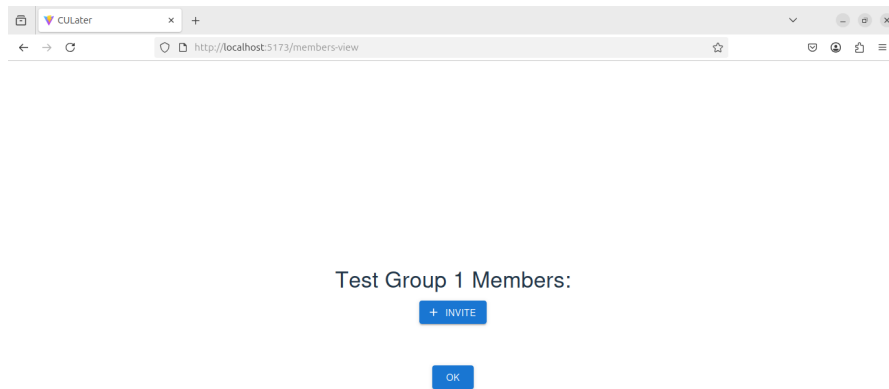 CULater
http://localhost:5173/members-view
Test Group 1 Members:
+ INVITE
OK